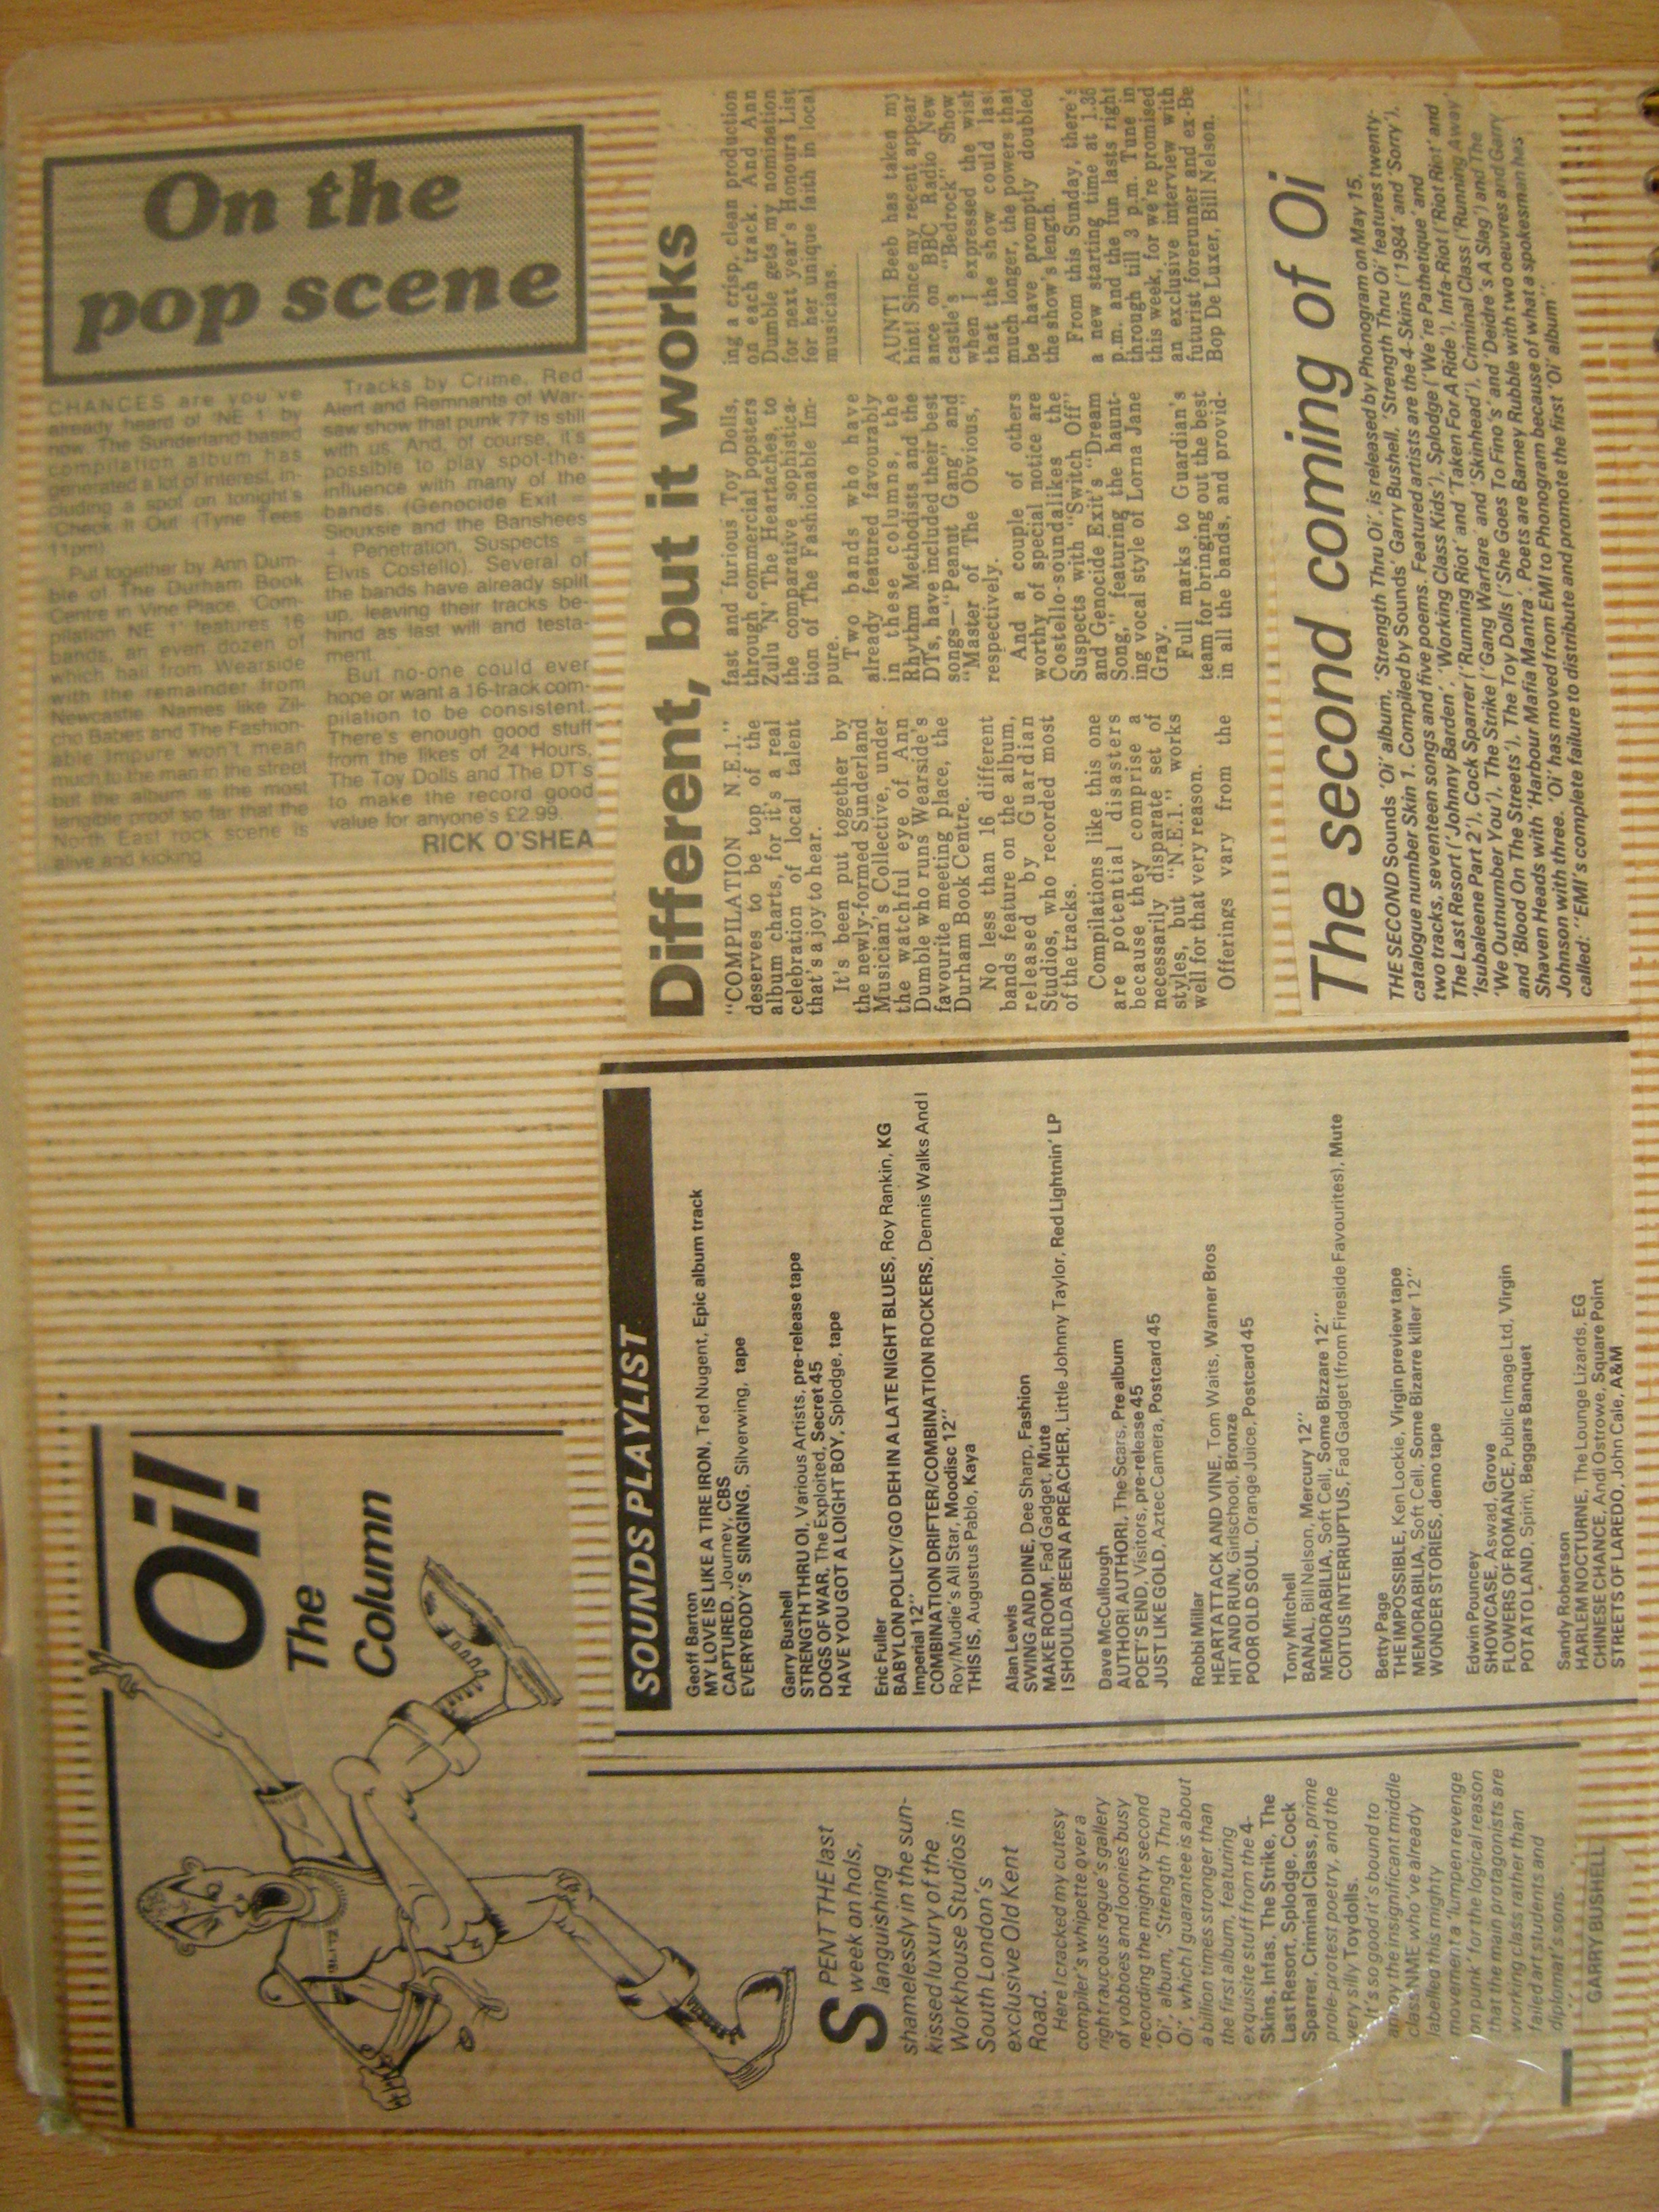 On the
pop scene
CHANCES are you've
already heard of 'NE 1' by
now. The Sunderland-based
compilation album has
generated a lot of interest, in-
cluding a spot on tonight's
'Check It Out' (Tyne Tees
11pm).
Put together by Ann Dum-
ble of The Durham Book
Centre in Vine Place, 'Com-
pilation NE 1' features 16
bands, an even dozen of
which hail from Wearside
with the remainder from
Newcastle. Names like Zil-
cho Babes and The Fashion-
able Impure won't mean
much to the man in the street
but the album is the most
tangible proof so far that the
North East rock scene is
alive and kicking.
Tracks by Crime, Red
Alert and Remnants of War-
saw show that punk 77 is still
with us. And, of course, it's
possible to play spot-the-
influence with many of the
bands. (Genocide Exit =
Siouxsie and the Banshees
+ Penetration, Suspects =
Elvis Costello). Several of
the bands have already split
up, leaving their tracks be-
hind as last will and testa-
ment.
But no-one could ever
hope or want a 16-track com-
pilation to be consistent.
There's enough good stuff
from the likes of 24 Hours,
The Toy Dolls and The DT's
to make the record good
value for anyone's £2.99.
RICK O'SHEA
Different, but it works
"COMPILATION N.E.1."
deserves to be top of the
album charts, for it's a real
celebration of local talent
that's a joy to hear.
It's been put together by
the newly-formed Sunderland
Musician's Collective, under
the watchful eye of Ann
Dumble who runs Wearside's
favourite meeting place, the
Durham Book Centre.
No less than 16 different
bands feature on the album,
released by Guardian
Studios, who recorded most
of the tracks.
Compilations like this one
are potential disasters
because they comprise a
necessarily disparate set of
styles, but "N.E.1." works
well for that very reason.
Offerings vary from the
fast and furious Toy Dolls,
through commercial popsters
Zulu 'N' The Heartaches, to
the comparative sophistica-
tion of The Fashionable Im-
pure.
Two bands who have
already featured favourably
in these columns, the
Rhythm Methodists and the
DTs, have included their best
songs—"Peanut Gang" and
"Master of The Obvious,"
respectively.
And a couple of others
worthy of special notice are
Costello-soundalikes the
Suspects with "Switch Off"
and Genocide Exit's "Dream
Song," featuring the haunt-
ing vocal style of Lorna Jane
Gray.
Full marks to Guardian's
team for bringing out the best
in all the bands, and provid-
ing a crisp, clean production
on each track. And Ann
Dumble gets my nomination
for next year's Honours List
for her unique faith in local
musicians.
AUNTI Beeb has taken my
hint! Since my recent appear
ance on BBC Radio New
castle's "Bedrock" Show
when I expressed the wish
that the show could last
much longer, the powers that
be have promptly doubled
the show's length.
From this Sunday, there's
a new starting time at 1.35
p.m. and the fun lasts right
through till 3 p.m. Tune in
this week, for we're promised
an exclusive interview with
futurist forerunner and ex-Be
Bop De Luxer, Bill Nelson.
The second coming of Oi
THE SECOND Sounds 'Oi' album, 'Strength Thru Oi', is released by Phonogram on May 15,
catalogue number Skin 1. Compiled by Sounds' Garry Bushell, 'Strength Thru Oi' features twenty-
two tracks, seventeen songs and five poems. Featured artists are the 4-Skins ('1984' and 'Sorry'),
The Last Resort ('Johnny Barden', 'Working Class Kids'), Splodge ('We're Pathetique' and
'Isubaleene Part 2'), Cock Sparrer ('Running Riot' and 'Taken For A Ride'), Infa-Riot ('Riot Riot' and
'We Outnumber You'), The Strike ('Gang Warfare' and 'Skinhead'), Criminal Class ('Running Away'
and 'Blood On The Streets'), The Toy Dolls ('She Goes To Fino's' and 'Deidre's A Slag') and The
Shaven Heads with 'Harbour Mafia Mantra'. Poets are Barney Rubble with two oeuvres and Garry
Johnson with three. 'Oi' has moved from EMI to Phonogram because of what a spokesman has
called: "EMI's complete failure to distribute and promote the first 'Oi' album".
Oi!
The
Column
BLITZ
SPENT THE last
week on hols,
languishing
shamelessly in the sun-
kissed luxury of the
Workhouse Studios in
South London's
exclusive Old Kent
Road.
Here I cracked my cutesy
compiler's whipette over a
right raucous rogue's gallery
of yobboes and loonies busy
recording the mighty second
'Oi' album, 'Strength Thru
Oi', which I guarantee is about
a billion times stronger than
the first album, featuring
exquisite stuff from the 4-
Skins, Infas, The Strike, The
Last Resort, Splodge, Cock
Sparrer, Criminal Class, prime
prole-protest poetry, and the
very silly Toy dolls.
It's so good it's bound to
annoy the insignificant middle
class NME who've already
labelled this mighty
movement a 'lumpen revenge
on punk' for the logical reason
that the main protagonists are
working class rather than
failed art students and
diplomat's sons.
GARRY BUSHELL
SOUNDS PLAYLIST
Geoff Barton
MY LOVE IS LIKE A TIRE IRON, Ted Nugent, Epic album track
CAPTURED, Journey, CBS
EVERYBODY'S SINGING, Silverwing, tape
Garry Bushell
STRENGTH THRU OI, Various Artists, pre-release tape
DOGS OF WAR, The Exploited, Secret 45
HAVE YOU GOT A LOIGHT BOY, Splodge, tape
Eric Fuller
BABYLON POLICY/GO DEH IN A LATE NIGHT BLUES, Roy Rankin, KG
Imperial 12"
COMBINATION DRIFTER/COMBINATION ROCKERS, Dennis Walks And I
Roy/Mudie's All Star, Moodisc 12"
THIS IS, Augustus Pablo, Kaya
Alan Lewis
SWING AND DINE, Dee Sharp, Fashion
MAKE ROOM, Fad Gadget, Mute
I SHOULDA BEEN A PREACHER, Little Johnny Taylor, Red Lightnin' LP
Dave McCullough
AUTHORI AUTHORI, The Scars, Pre album
POET'S END, Visitors, pre-release 45
JUST LIKE GOLD, Aztec Camera, Postcard 45
Robbi Millar
HEARTATTACK AND VINE, Tom Waits, Warner Bros
HIT AND RUN, Girlschool, Bronze
POOR OLD SOUL, Orange Juice, Postcard 45
Tony Mitchell
BANAL, Bill Nelson, Mercury 12"
MEMORABILIA, Soft Cell, Some Bizzare 12"
COITUS INTERRUPTUS, Fad Gadget (from Fireside Favourites), Mute
Betty Page
THE IMPOSSIBLE, Ken Lockie, Virgin preview tape
MEMORABILIA, Soft Cell, Some Bizarre killer 12"
WONDER STORIES, demo tape
Edwin Pouncey
SHOWCASE, Aswad, Grove
FLOWERS OF ROMANCE, Public Image Ltd, Virgin
POTATO LAND, Spirit, Beggars Banquet
Sandy Robertson
HARLEM NOCTURNE, The Lounge Lizards, EG
CHINESE CHANCE, Andi Ostrowe, Square Point
STREETS OF LAREDO, John Cale, A&M